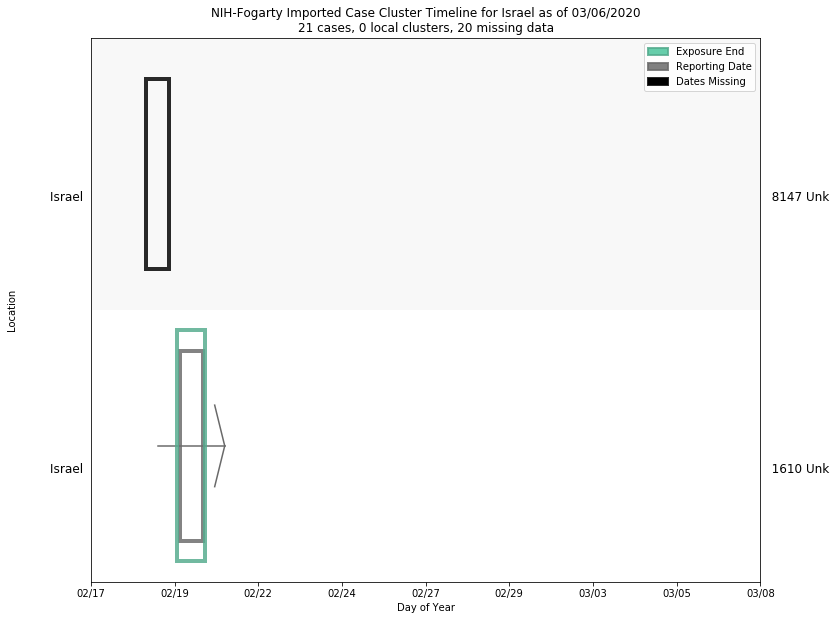 NIH-Fogarty Imported Case Cluster Timeline for Israel as of 03/06/2020
21 cases, 0 local clusters, 20 missing data
Exposure End
Reporting Date
Dates Missing
Israel
8147 Unk
Location
Israel
1610 Unk
02/17 02/19 02/22 02/24 02/27 02/29 03/03 03/05 03/08
Day of Year